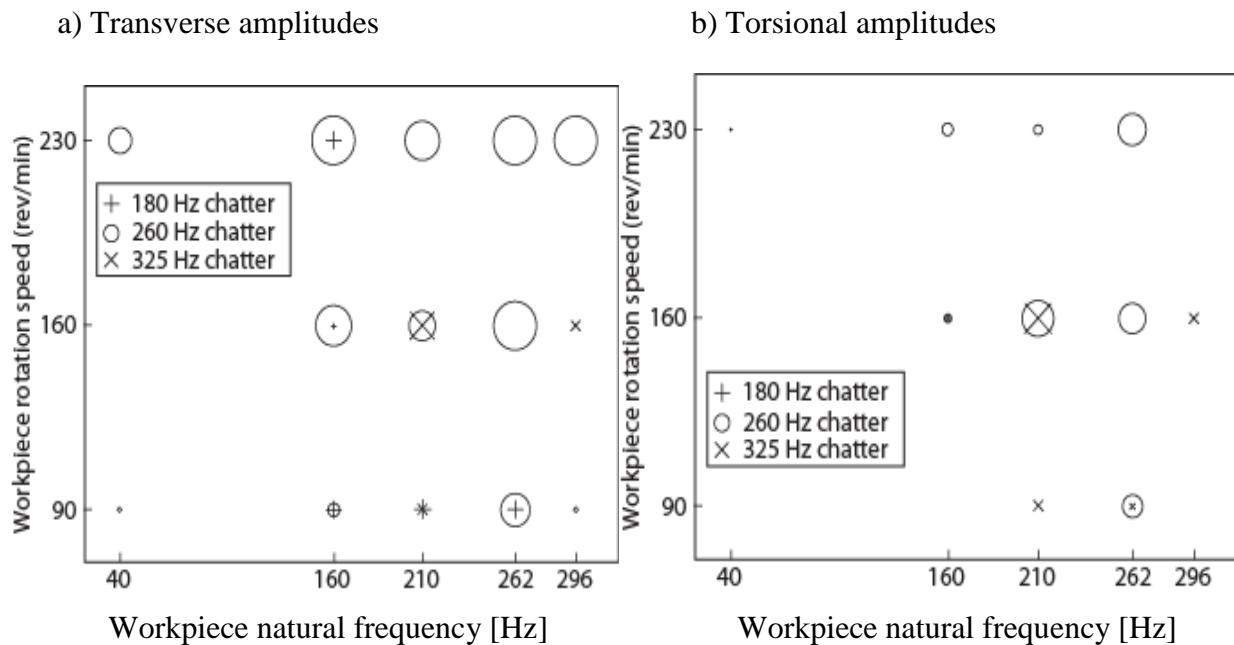 a) Transverse amplitudes
Workpiece rotation speed (rev/min)
230
160
90
+ 180 Hz chatter
○ 260 Hz chatter
× 325 Hz chatter
40 160 210 262 296
Workpiece natural frequency [Hz]
b) Torsional amplitudes
Workpiece rotation speed (rev/min)
230
160
90
+ 180 Hz chatter
○ 260 Hz chatter
× 325 Hz chatter
40 160 210 262 296
Workpiece natural frequency [Hz]